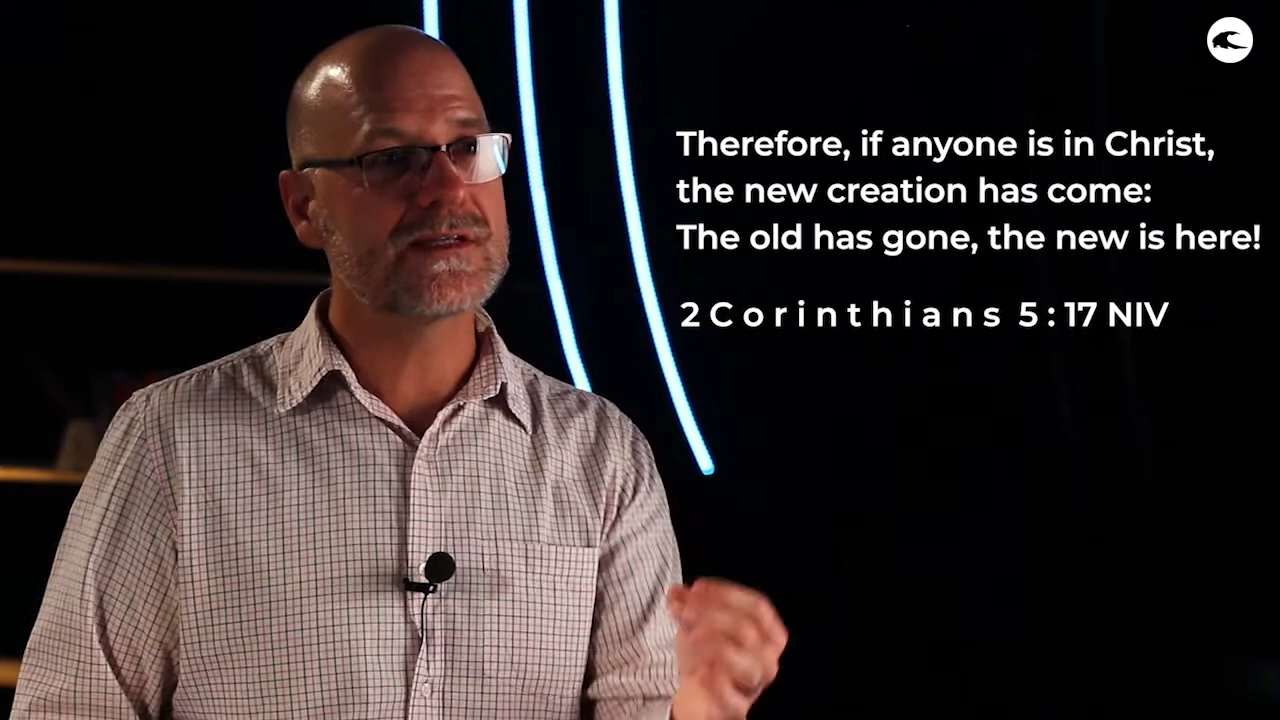 Therefore, if anyone is in Christ,
the new creation has come:
The old has gone, the new is here!
2 Corinthians 5:17 NIV